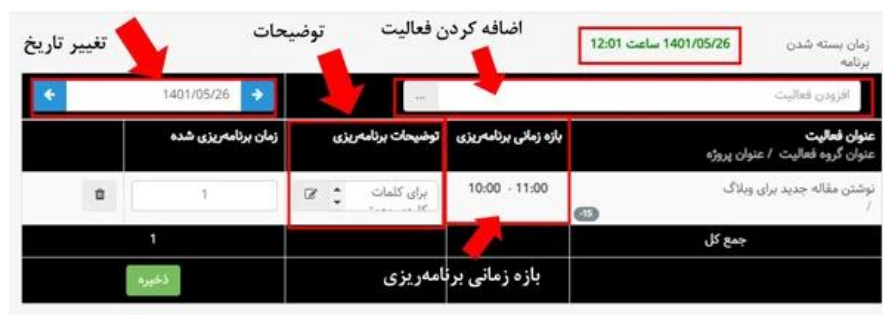 تغییر تاریخ
توضیحات
اضافه کردن فعالیت
زمان بسته شدن برنامه
1401/05/26 ساعت 12:01
افزودن فعالیت
...
1401/05/26
عنوان فعالیت
عنوان گروه فعالیت / عنوان پروژه
بازه زمانی برنامه‌ریزی
توضیحات برنامه‌ریزی
زمان برنامه‌ریزی شده
نوشتن مقاله جدید برای وبلاگ
/
-15
10:00 - 11:00
برای کلمات
1
جمع کل
1
بازه زمانی برنامه‌ریزی
ذخیره